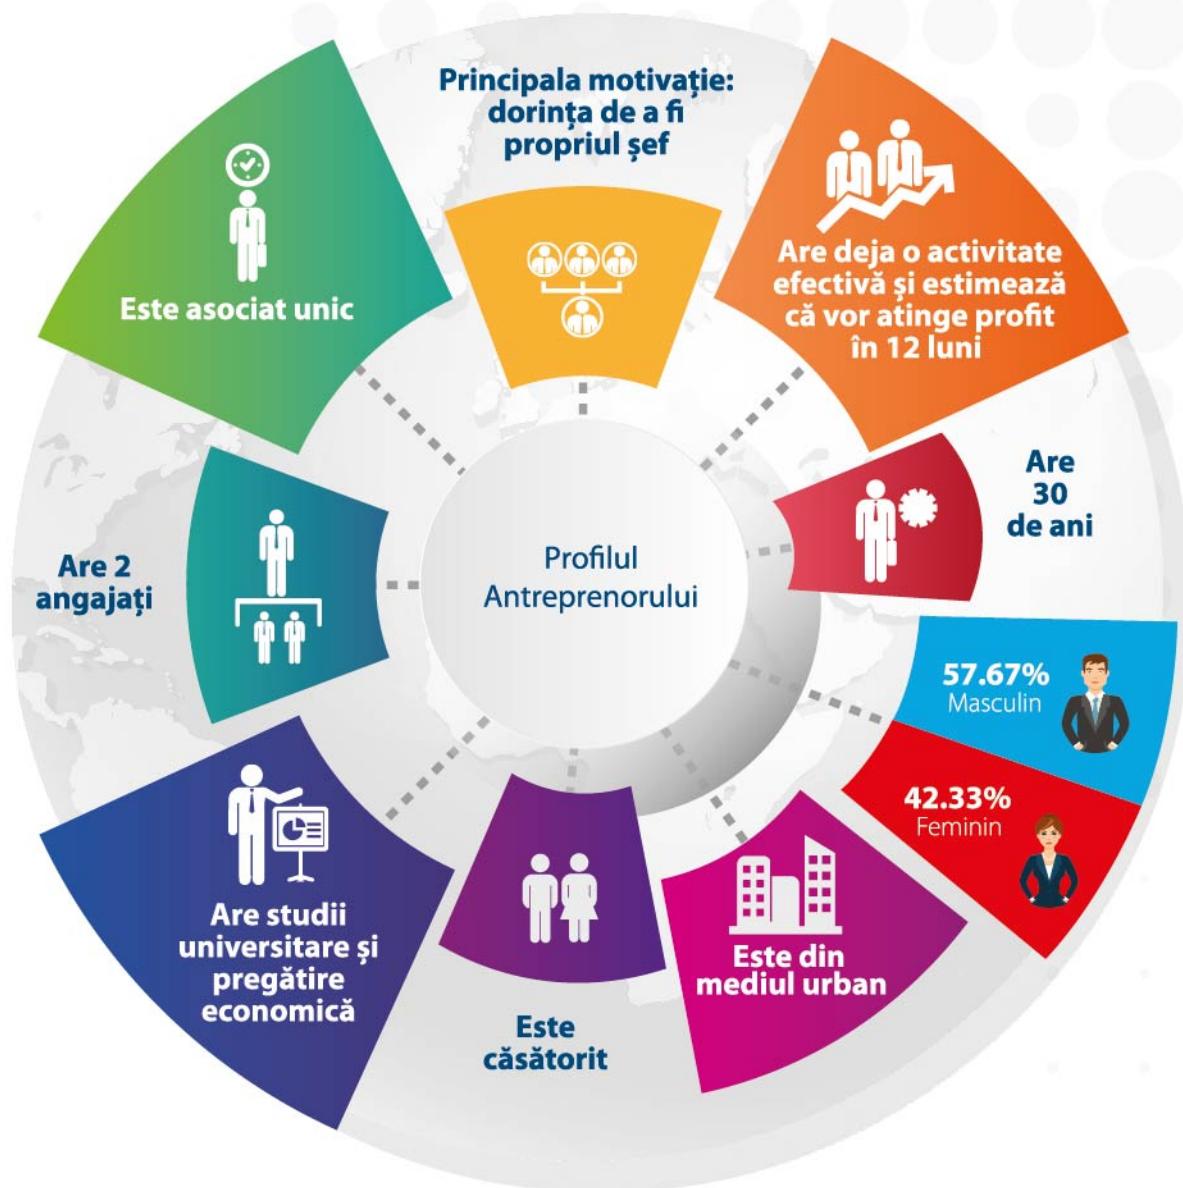 Principala motivație:
dorința de a fi
propriul șef
Are deja o activitate
efectivă și estimează
că vor atinge profit
în 12 luni
Are
30
de ani
57.67%
Masculin
42.33%
Feminin
Este din
mediul urban
Este
căsătorit
Are studii
universitare și
pregătire
economică
Are 2
angajați
Este asociat unic
Profilul
Antreprenorului